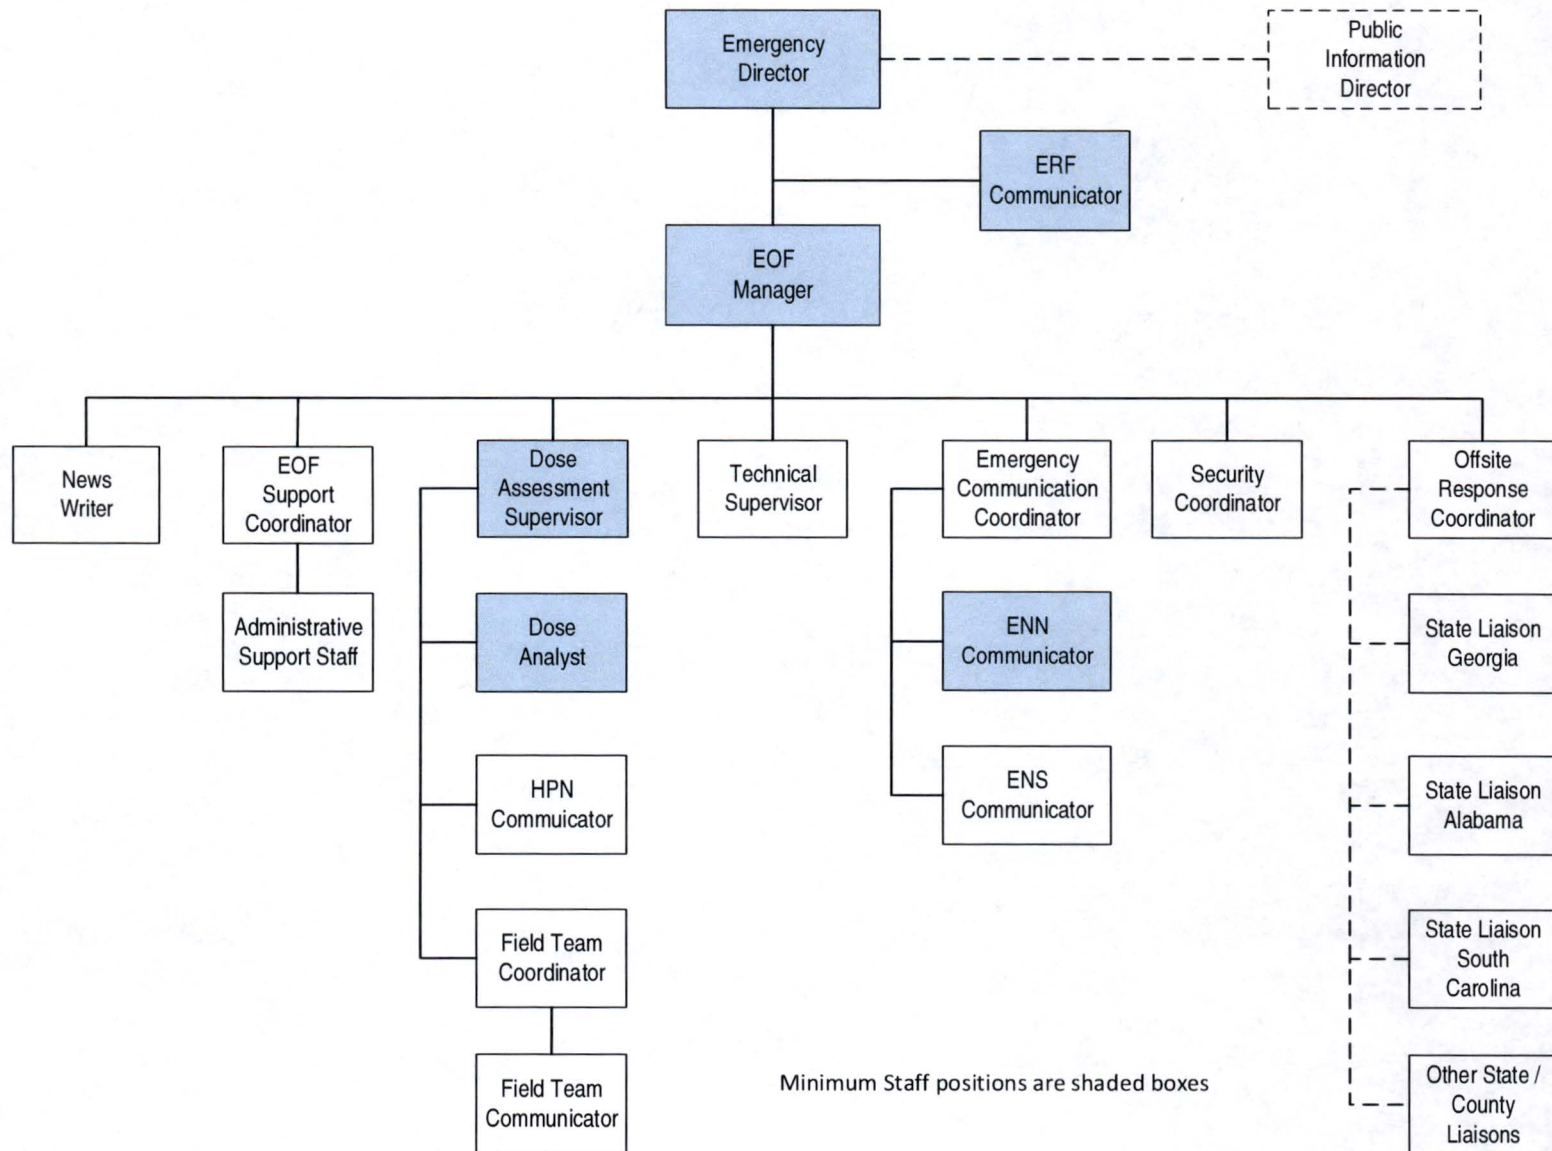 Emergency
Director
Public
Information
Director
ERF
Communicator
EOF
Manager
News
Writer
EOF
Support
Coordinator
Dose
Assessment
Supervisor
Technical
Supervisor
Emergency
Communication
Coordinator
Security
Coordinator
Offsite
Response
Coordinator
Administrative
Support Staff
Dose
Analyst
ENN
Communicator
State Liaison
Georgia
HPN
Commuicator
ENS
Communicator
State Liaison
Alabama
Field Team
Coordinator
State Liaison
South
Carolina
Field Team
Communicator
Minimum Staff positions are shaded boxes
Other State /
County
Liaisons